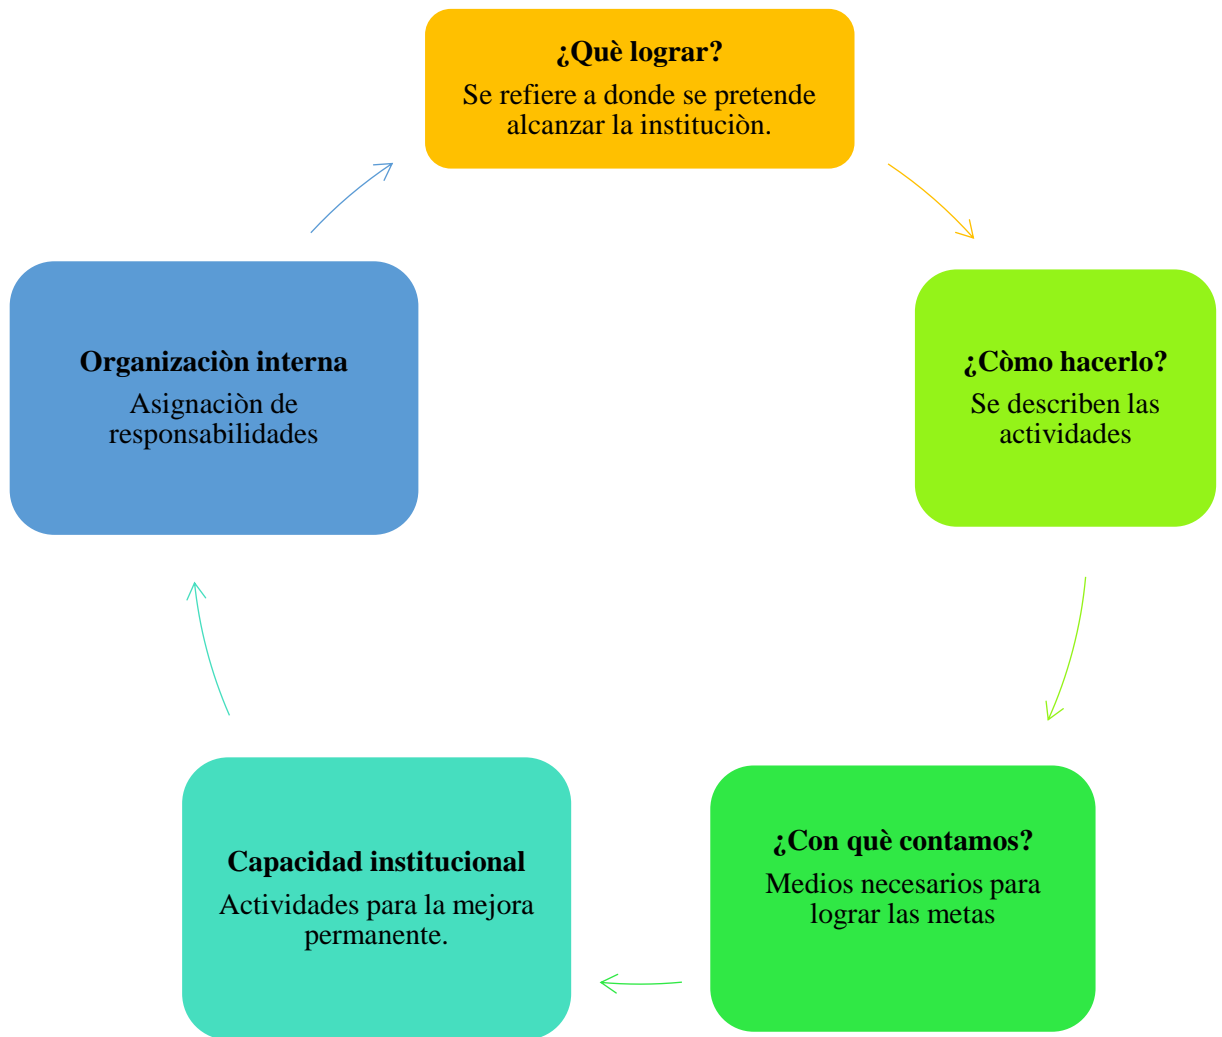 ¿Què lograr?
Se refiere a donde se pretende
alcanzar la instituciòn.
¿Còmo hacerlo?
Se describen las
actividades
¿Con què contamos?
Medios necesarios para
lograr las metas
Capacidad institucional
Actividades para la mejora
permanente.
Organizaciòn interna
Asignaciòn de
responsabilidades